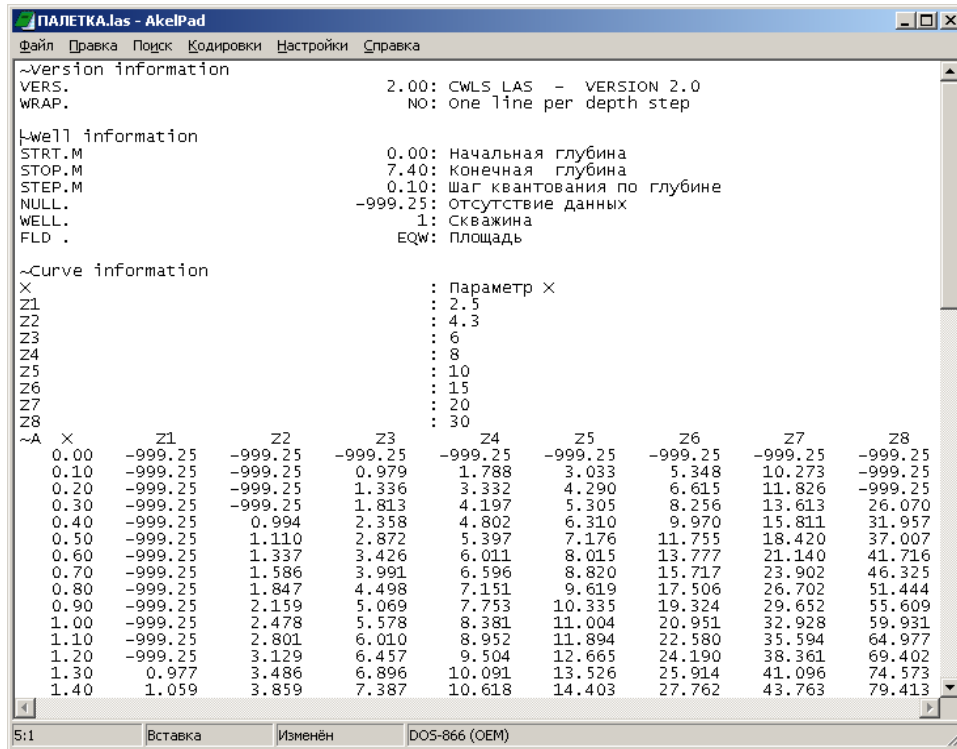 ПАЛЕТКА.las - AkelPad
Файл Правка Поиск Кодировки Настройки Справка
~Version information
VERS. 2.00: CWLS LAS - VERSION 2.0
WRAP. NO: One line per depth step
~Well information
STRT.M 0.00: Начальная глубина
STOP.M 7.40: Конечная глубина
STEP.M 0.10: Шаг квантования по глубине
NULL. -999.25: Отсутствие данных
WELL. 1: Скважина
FLD . EQW: Площадь
~Curve information
X : Параметр X
Z1 : 2.5
Z2 : 4.3
Z3 : 6
Z4 : 8
Z5 : 10
Z6 : 15
Z7 : 20
Z8 : 30
~A X Z1 Z2 Z3 Z4 Z5 Z6 Z7 Z8
0.00 -999.25 -999.25 -999.25 -999.25 -999.25 -999.25 -999.25 -999.25
0.10 -999.25 -999.25 0.979 1.788 3.033 5.348 10.273 -999.25
0.20 -999.25 -999.25 1.336 3.332 4.290 6.615 11.826 -999.25
0.30 -999.25 -999.25 1.813 4.197 5.305 8.256 13.613 26.070
0.40 -999.25 0.994 2.358 4.802 6.310 9.970 15.811 31.957
0.50 -999.25 1.110 2.872 5.397 7.176 11.755 18.420 37.007
0.60 -999.25 1.337 3.426 6.011 8.015 13.777 21.140 41.716
0.70 -999.25 1.586 3.991 6.596 8.820 15.717 23.902 46.325
0.80 -999.25 1.847 4.498 7.151 9.619 17.506 26.702 51.444
0.90 -999.25 2.159 5.069 7.753 10.335 19.324 29.652 55.609
1.00 -999.25 2.478 5.578 8.381 11.004 20.951 32.928 59.931
1.10 -999.25 2.801 6.010 8.952 11.894 22.580 35.594 64.977
1.20 -999.25 3.129 6.457 9.504 12.665 24.190 38.361 69.402
1.30 0.977 3.486 6.896 10.091 13.526 25.914 41.096 74.573
1.40 1.059 3.859 7.387 10.618 14.403 27.762 43.763 79.413
5:1 Вставка Изменён DOS-866 (OEM)